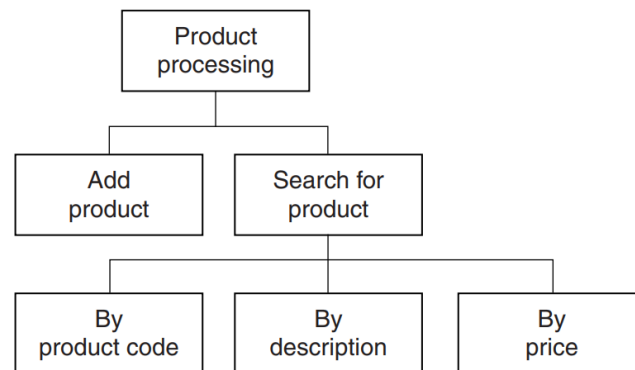 Product
processing
Add
product
Search for
product
By
product code
By
description
By
price